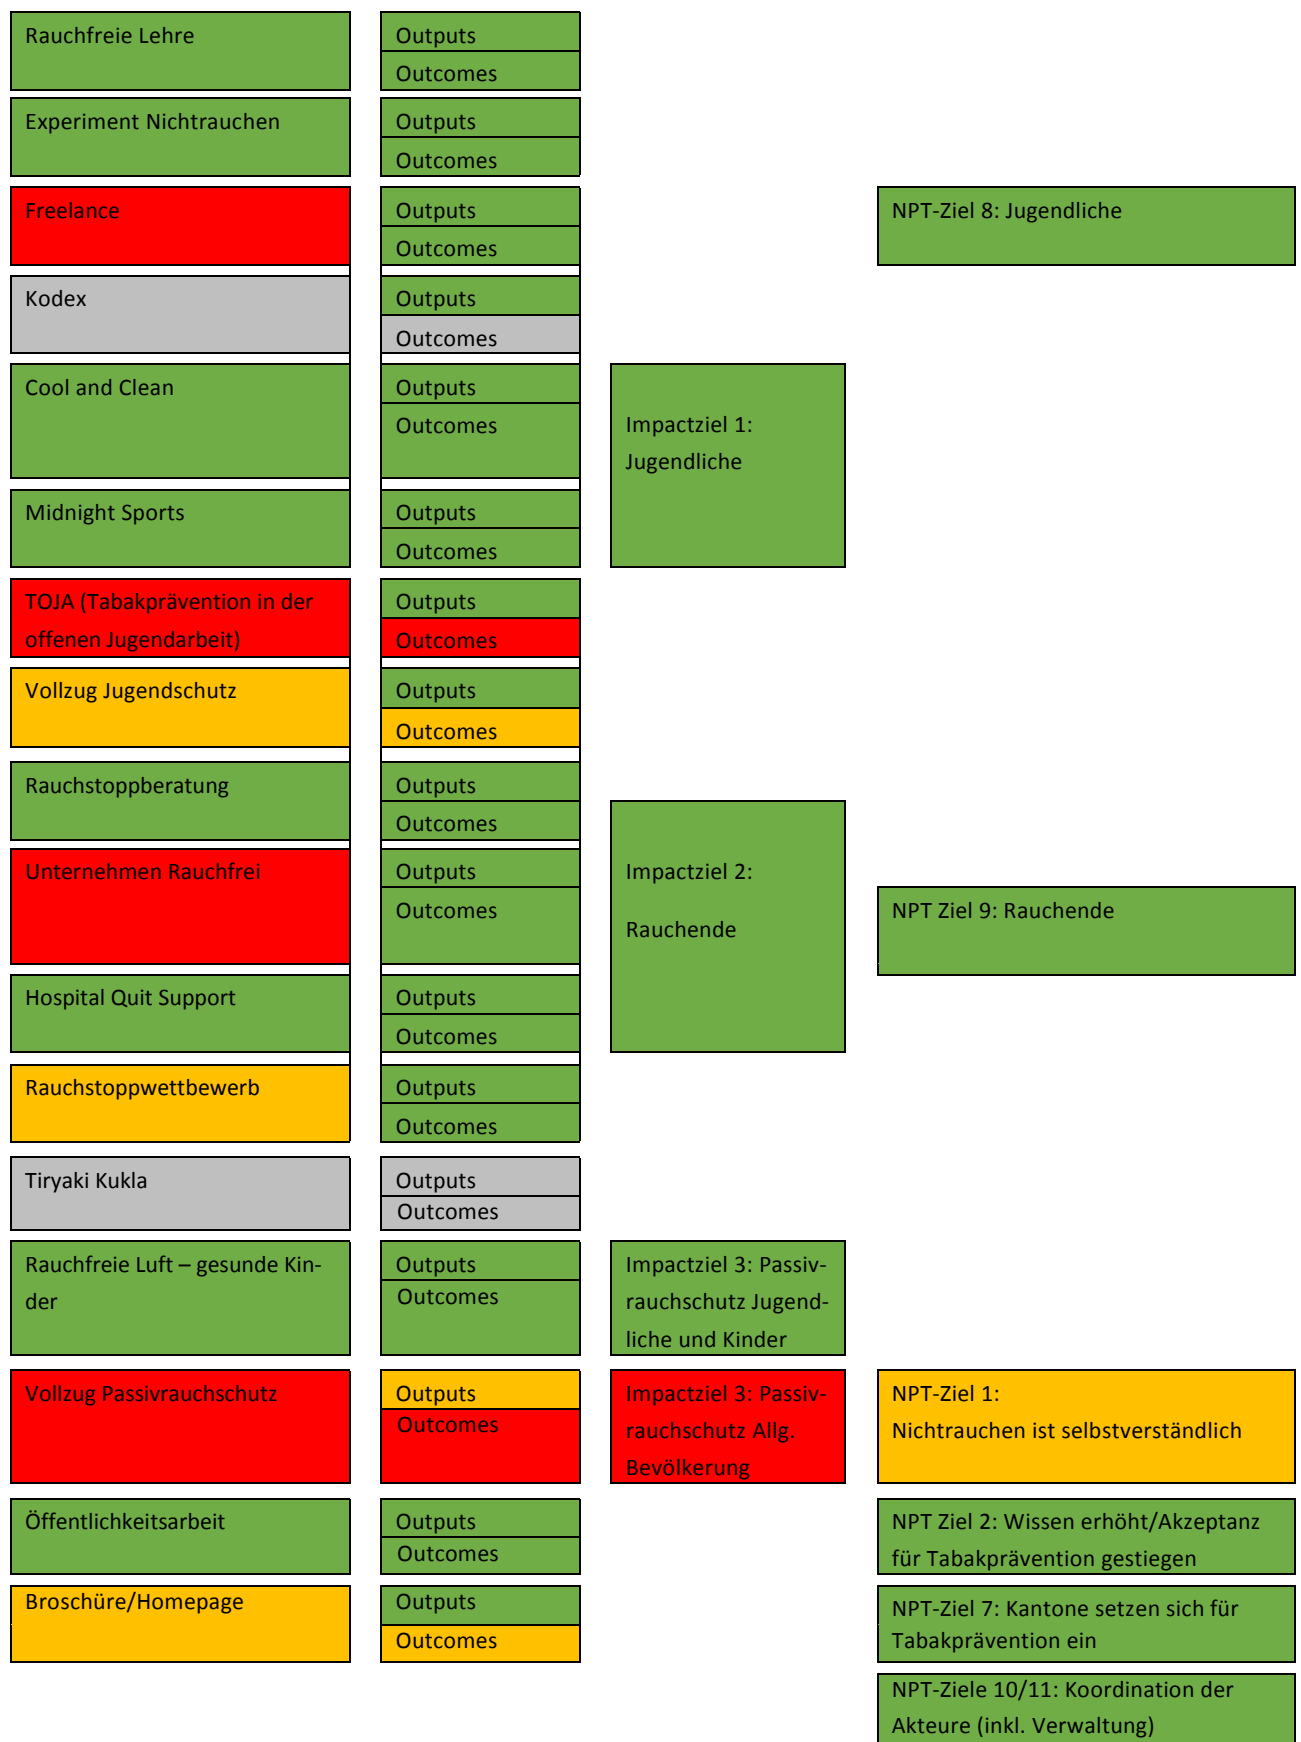 Rauchfreie Lehre
Outputs
Outcomes
Experiment Nichtrauchen
Outputs
Outcomes
Freelance
Outputs
Outcomes
NPT-Ziel 8: Jugendliche
Kodex
Outputs
Outcomes
Cool and Clean
Outputs
Outcomes
Impactziel 1:
Jugendliche
Midnight Sports
Outputs
Outcomes
TOJA (Tabakprävention in der
offenen Jugendarbeit)
Outputs
Outcomes
Vollzug Jugendschutz
Outputs
Outcomes
Rauchstoppberatung
Outputs
Outcomes
Unternehmen Rauchfrei
Outputs
Outcomes
Impactziel 2:
Rauchende
NPT Ziel 9: Rauchende
Hospital Quit Support
Outputs
Outcomes
Rauchstoppwettbewerb
Outputs
Outcomes
Tiryaki Kukla
Outputs
Outcomes
Rauchfreie Luft – gesunde Kin-
der
Outputs
Outcomes
Impactziel 3: Passiv-
rauchschutz Jugend-
liche und Kinder
Vollzug Passivrauchschutz
Outputs
Outcomes
Impactziel 3: Passiv-
rauchschutz Allg.
Bevölkerung
NPT-Ziel 1:
Nichtrauchen ist selbstverständlich
Öffentlichkeitsarbeit
Outputs
Outcomes
NPT Ziel 2: Wissen erhöht/Akzeptanz
für Tabakprävention gestiegen
Broschüre/Homepage
Outputs
Outcomes
NPT-Ziel 7: Kantone setzen sich für
Tabakprävention ein
NPT-Ziele 10/11: Koordination der
Akteure (inkl. Verwaltung)